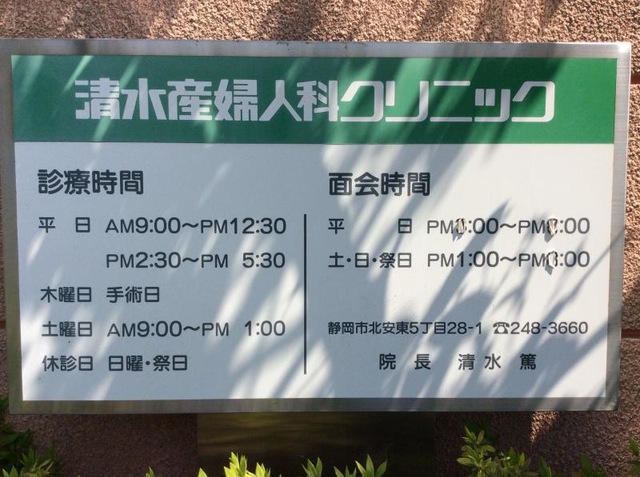 清水産婦人科クリニック
診療時間
平 日 AM9:00～PM12:30
PM2:30～PM 5:30
木曜日 手術日
土曜日 AM9:00～PM 1:00
休診日 日曜・祭日
面会時間
平 日
土・日・祭日 PM1:00～
静岡市北安東5丁目28-1 ☎248-3660
院 長 清 水 篤